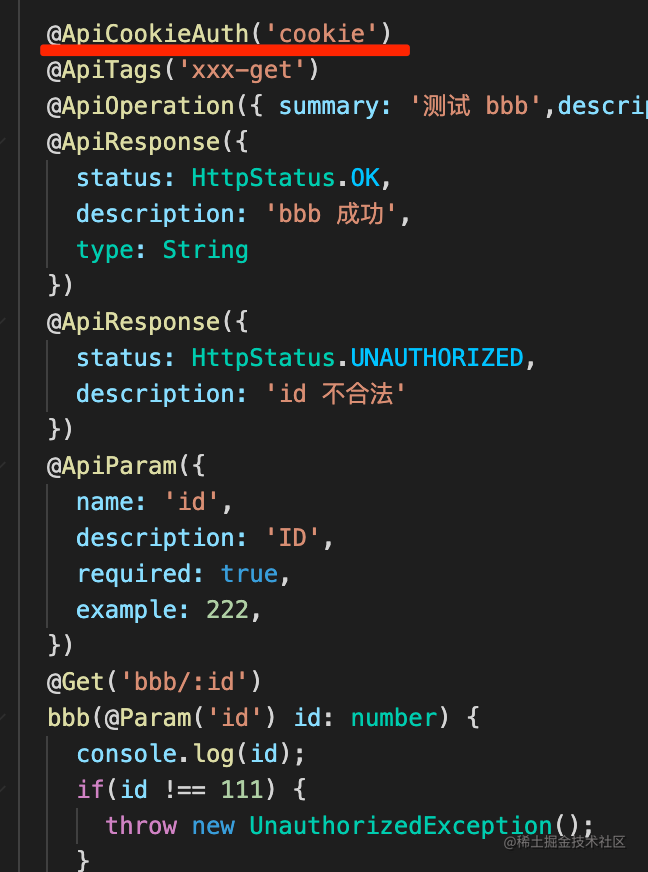 @ApiCookieAuth('cookie')
@ApiTags('xxx-get')
@ApiOperation({ summary: '测试 bbb',descrip
@ApiResponse({
  status: HttpStatus.OK,
  description: 'bbb 成功',
  type: String
})
@ApiResponse({
  status: HttpStatus.UNAUTHORIZED,
  description: 'id 不合法'
})
@ApiParam({
  name: 'id',
  description: 'ID',
  required: true,
  example: 222,
})
@Get('bbb/:id')
bbb(@Param('id') id: number) {
  console.log(id);
  if(id !== 111) {
    throw new UnauthorizedException();
  }
@稀土掘金技术社区